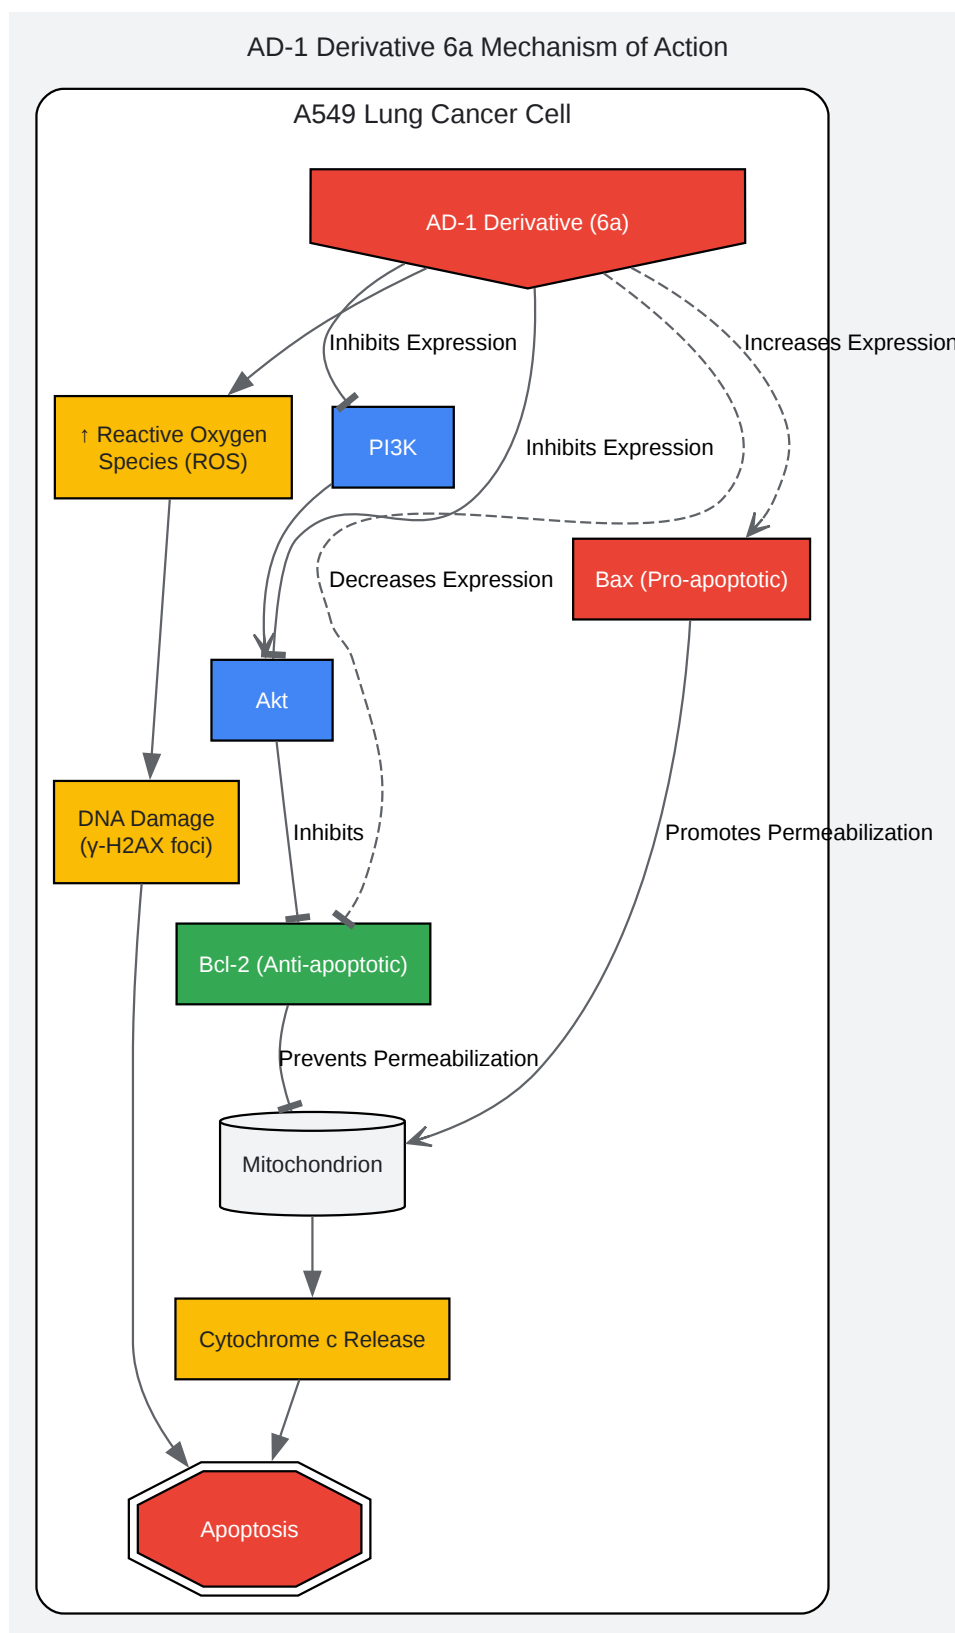 AD-1 Derivative 6a Mechanism of Action
A549 Lung Cancer Cell
AD-1 Derivative (6a)
Inhibits Expression
Increases Expression
↑ Reactive Oxygen
Species (ROS)
PI3K
Inhibits Expression
Decreases Expression
Bax (Pro-apoptotic)
Akt
DNA Damage
(γ-H2AX foci)
Inhibits
Promotes Permeabilization
Bcl-2 (Anti-apoptotic)
Prevents Permeabilization
Mitochondrion
Cytochrome c Release
Apoptosis